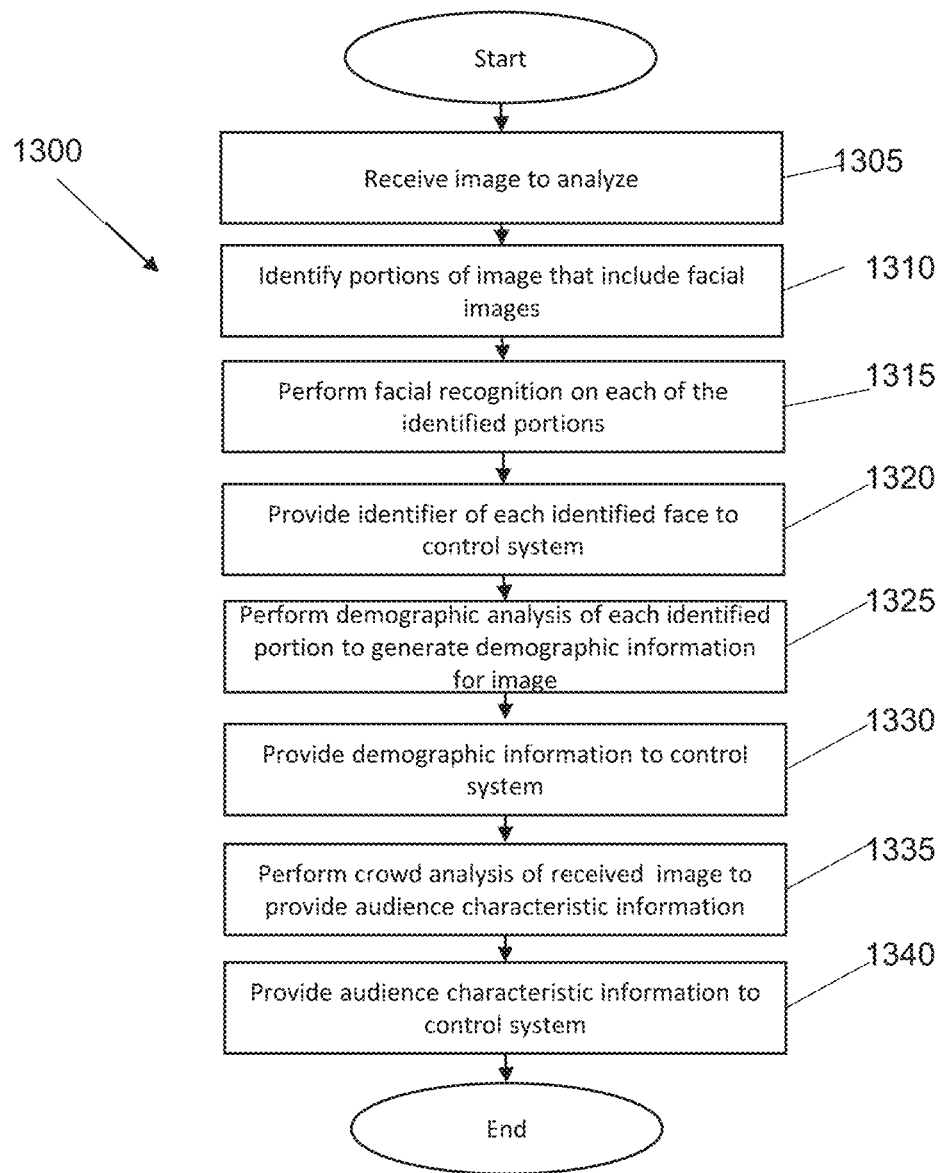 Start
1300
Receive image to analyze
1305
Identify portions of image that include facial
images
1310
Perform facial recognition on each of the
identified portions
1315
Provide identifier of each identified face to
control system
1320
Perform demographic analysis of each identified
portion to generate demographic information
for image
1325
Provide demographic information to control
system
1330
Perform crowd analysis of received image to
provide audience characteristic information
1335
Provide audience characteristic information to
control system
1340
End